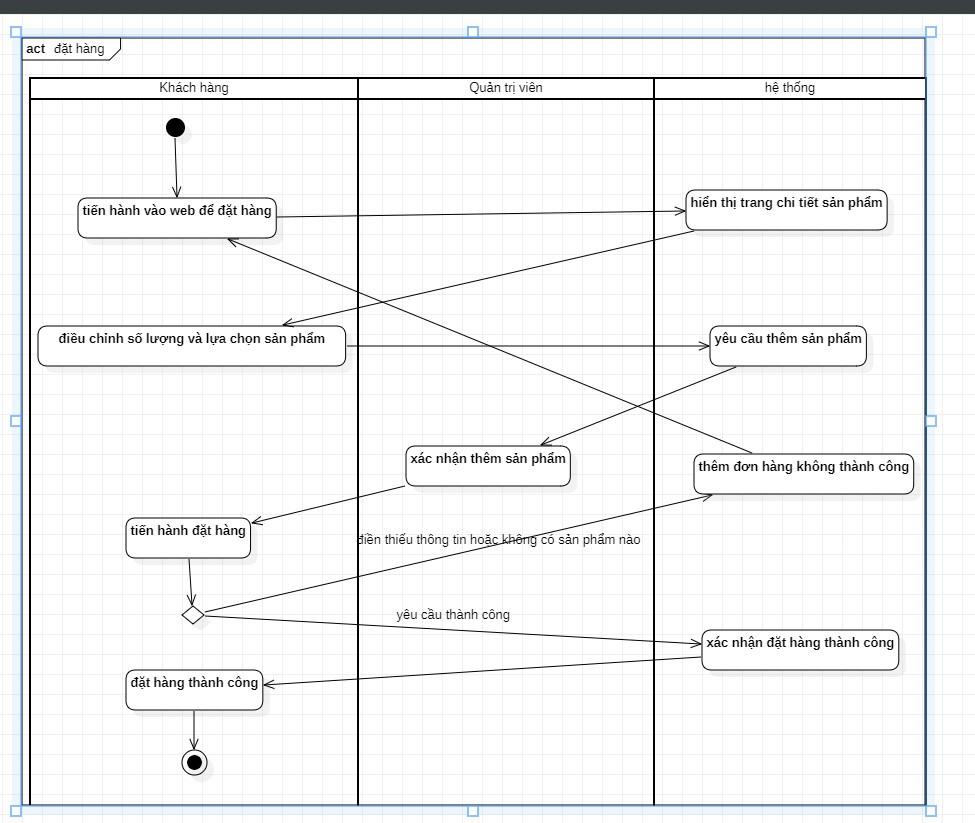 act đặt hàng
Khách hàng
Quản trị viên
hệ thống
tiến hành vào web để đặt hàng
hiển thị trang chi tiết sản phẩm
điều chỉnh số lượng và lựa chọn sản phẩm
yêu cầu thêm sản phẩm
xác nhận thêm sản phẩm
thêm đơn hàng không thành công
tiến hành đặt hàng
điền thiếu thông tin hoặc không có sản phẩm nào
yêu cầu thành công
xác nhận đặt hàng thành công
đặt hàng thành công